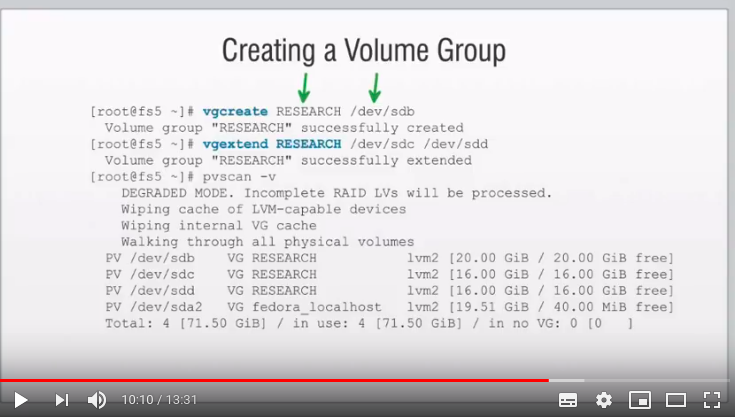 Creating a Volume Group
[root@fs5 ~]# vgcreate RESEARCH /dev/sdb
Volume group "RESEARCH" successfully created
[root@fs5 ~]# vgextend RESEARCH /dev/sdc /dev/sdd
Volume group "RESEARCH" successfully extended
[root@fs5 ~]# pvscan -v
DEGRADED MODE. Incomplete RAID LVs will be processed.
Wiping cache of LVM-capable devices
Wiping internal VG cache
Walking through all physical volumes
PV /dev/sdb VG RESEARCH lvm2 [20.00 GiB / 20.00 GiB free]
PV /dev/sdc VG RESEARCH lvm2 [16.00 GiB / 16.00 GiB free]
PV /dev/sdd VG RESEARCH lvm2 [16.00 GiB / 16.00 GiB free]
PV /dev/sda2 VG fedora_localhost lvm2 [19.51 GiB / 40.00 MiB free]
Total: 4 [71.50 GiB] / in use: 4 [71.50 GiB] / in no VG: 0 [0 ]
10:10 / 13:31